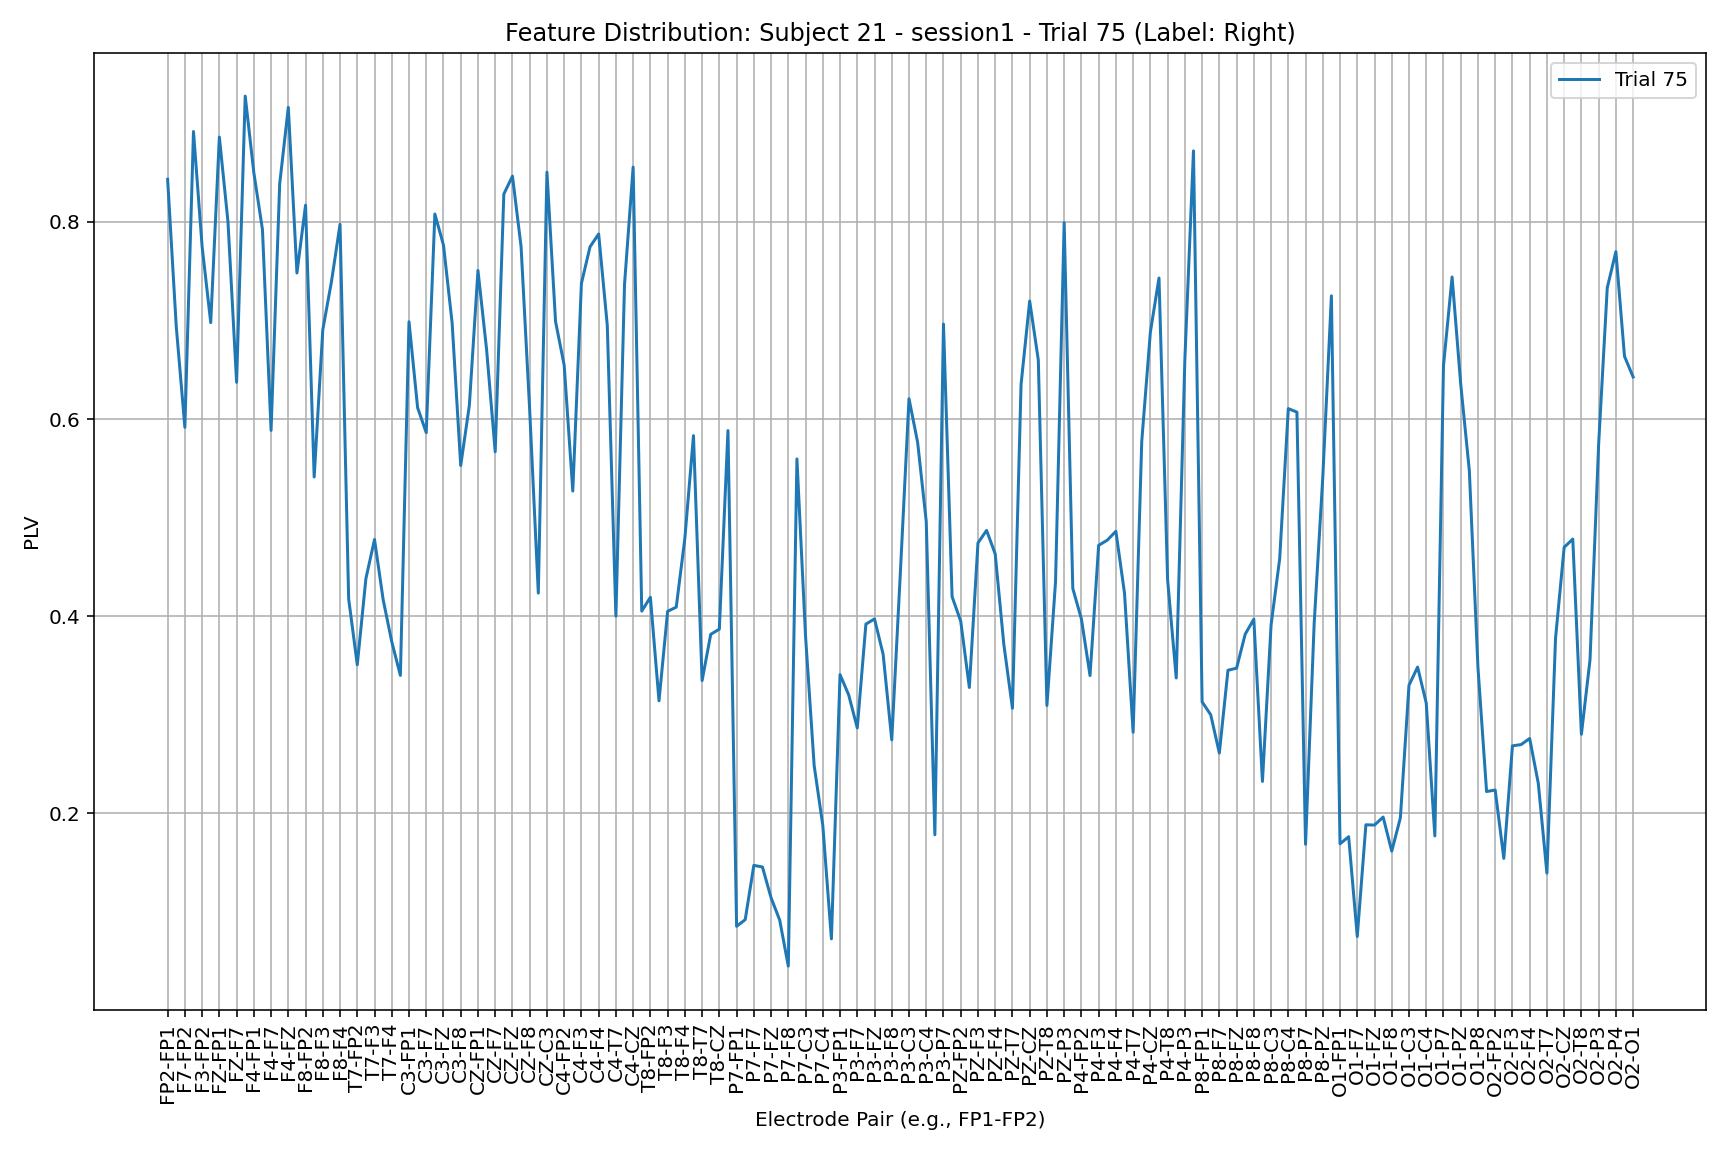 Feature Distribution: Subject 21 - session1 - Trial 75 (Label: Right)
Trial 75
PLV
0.8
0.6
0.4
0.2
FP2-FP1
F7-FP2
F3-FP2
FZ-FP1
FZ-F7
F4-FP1
F4-F7
F4-FZ
F8-FP2
F8-F3
F8-F4
T7-FP2
T7-F3
T7-F4
C3-FP1
C3-F7
C3-FZ
C3-F8
CZ-FP1
CZ-F7
CZ-FZ
CZ-F8
CZ-C3
C4-FP2
C4-F3
C4-F4
C4-T7
C4-CZ
T8-FP2
T8-F3
T8-F4
T8-T7
T8-CZ
P7-FP1
P7-F7
P7-FZ
P7-F8
P7-C3
P7-C4
P3-FP1
P3-F7
P3-FZ
P3-F8
P3-C3
P3-C4
P3-P7
PZ-FP2
PZ-F3
PZ-F4
PZ-T7
PZ-CZ
PZ-T8
PZ-P3
P4-FP2
P4-F3
P4-F4
P4-T7
P4-CZ
P4-T8
P4-P3
P8-FP1
P8-F7
P8-FZ
P8-F8
P8-C3
P8-C4
P8-P7
P8-PZ
O1-FP1
O1-F7
O1-FZ
O1-F8
O1-C3
O1-C4
O1-P7
O1-PZ
O1-P8
O2-FP2
O2-F3
O2-F4
O2-T7
O2-CZ
O2-T8
O2-P3
O2-P4
O2-O1
Electrode Pair (e.g., FP1-FP2)